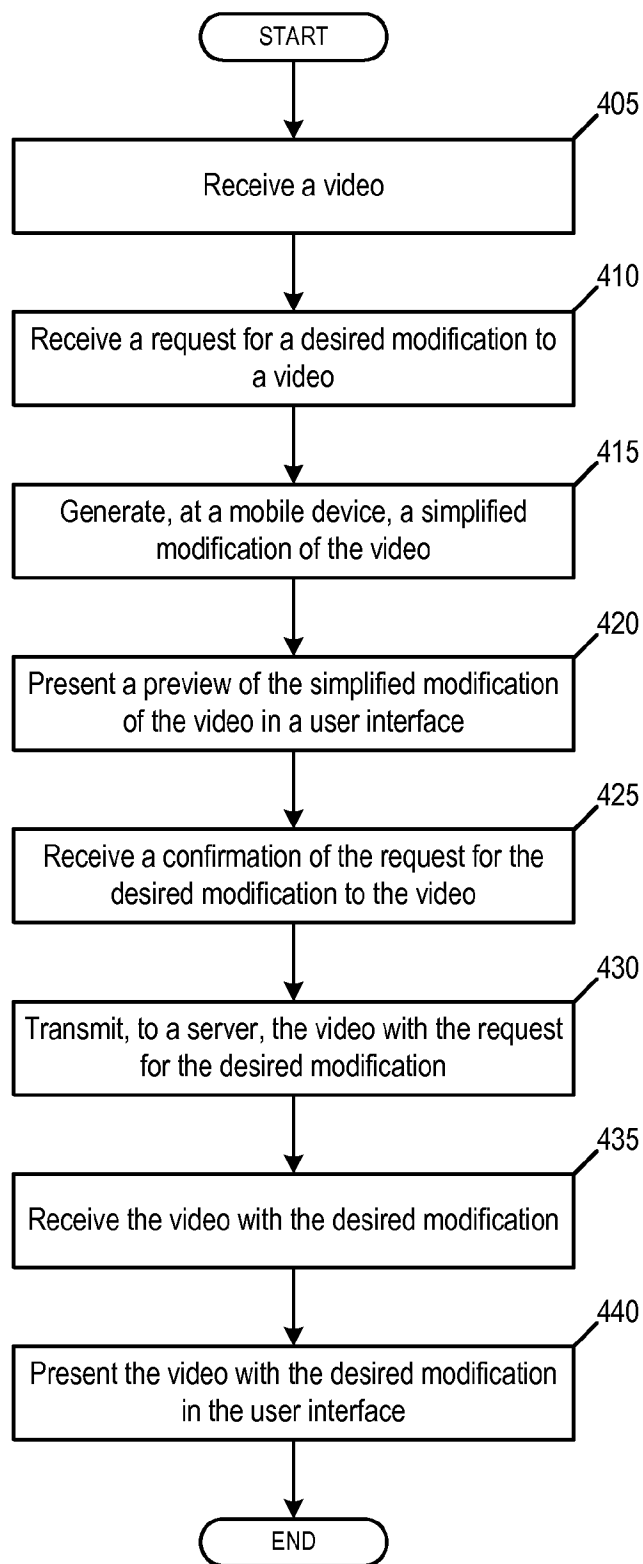 START
405
Receive a video
410
Receive a request for a desired modification to
a video
415
Generate, at a mobile device, a simplified
modification of the video
420
Present a preview of the simplified modification
of the video in a user interface
425
Receive a confirmation of the request for the
desired modification to the video
430
Transmit, to a server, the video with the request
for the desired modification
435
Receive the video with the desired modification
440
Present the video with the desired modification
in the user interface
END